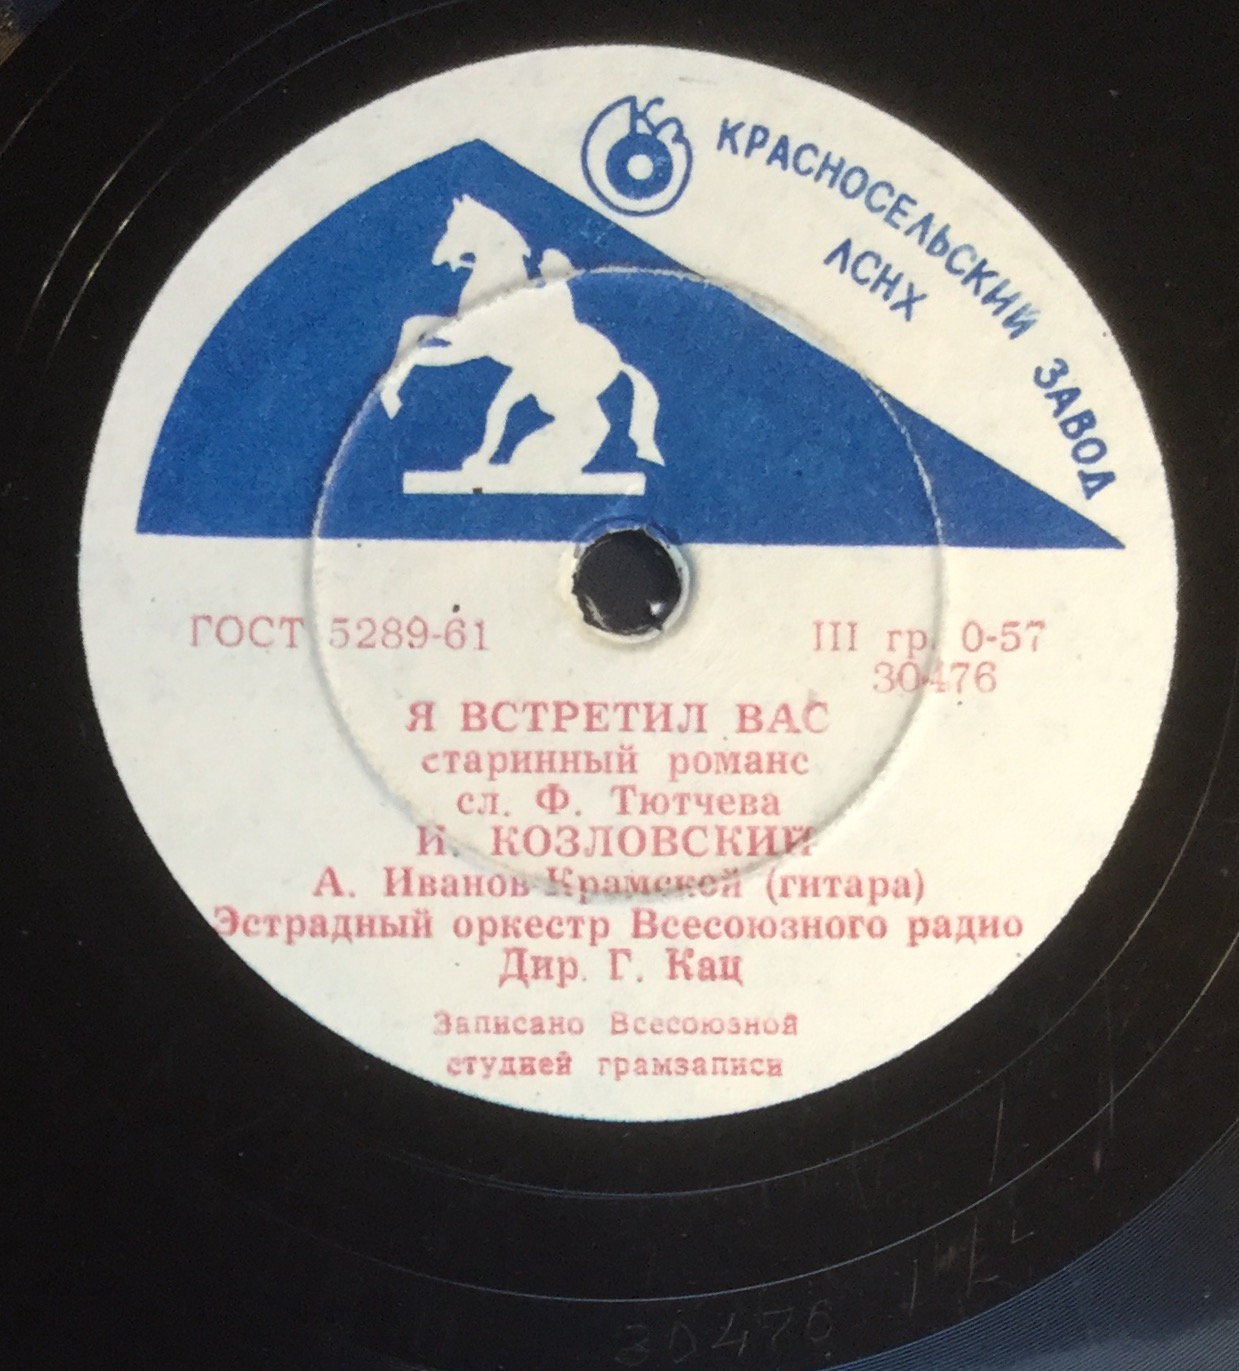 КРАСНОСЕЛЬСКИЙ ЗАВОД
ЛСНХ
ГОСТ 5289-61
III гр. 0-57
30476
Я ВСТРЕТИЛ ВАС
старинный романс
сл. Ф. Тютчева
И. КОЗЛОВСКИЙ
А. Иванов-Крамской (гитара)
Эстрадный оркестр Всесоюзного радио
Дир. Г. Кац
Записано Всесоюзной
студией грамзаписи
30476